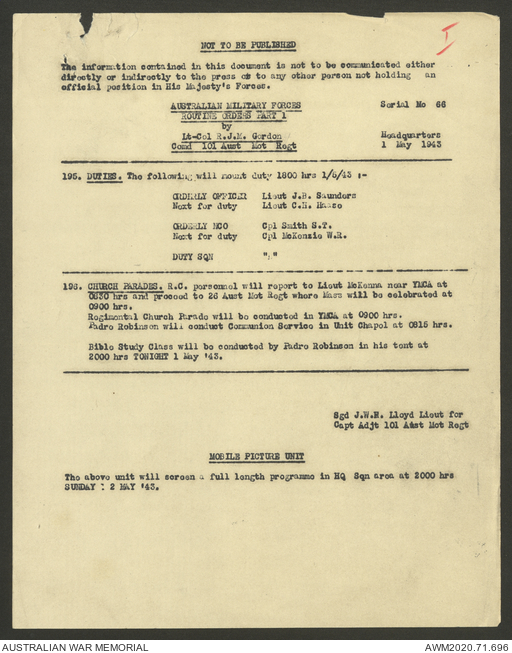 I
NOT TO BE PUBLISHED
The information contained in this document is not to be communicated either
directly or indirectly to the press or to any other person not holding an
official position in His Majesty's Forces.
AUSTRALIAN MILITARY FORCES Serial No 66
ROUTINE ORDERS PART 1
by
Lt-Col R.J.M. Gordon Headquarters
Comd 101 Aust Mot Regt 1 May 1943
195. DUTIES. The following will mount duty 1800 hrs 1/5/43 :-
ORDERLY OFFICER Lieut J.B. Saunders
Next for duty Lieut C.H.
ORDERLY NCO Cpl Smith S.T.
Next for duty Cpl McKenzie W.R.
DUTY SQN
196. CHURCH PARADES. R.C. personnel will report to Lieut McKenna near YMCA at
0830 hrs and proceed to 26 Aust Mot Regt where Mass will be celebrated at
0900 hrs.
Regimental Church Parade will be conducted in YMCA at 0900 hrs.
Padre Robinson will conduct Communion Service in Unit Chapel at 0815 hrs.
Bible Study Class will be conducted by Padre Robinson in his tent at
2000 hrs TONIGHT 1 May '43.
Sgd J.W.H. Lloyd Lieut for
Capt Adjt 101 Aust Mot Regt
MOBILE PICTURE UNIT
The above unit will screen a full length programme in HQ Sqn area at 2000 hrs
SUNDAY : 2 MAY '43.
AUSTRALIAN WAR MEMORIAL AWM2020.71.696